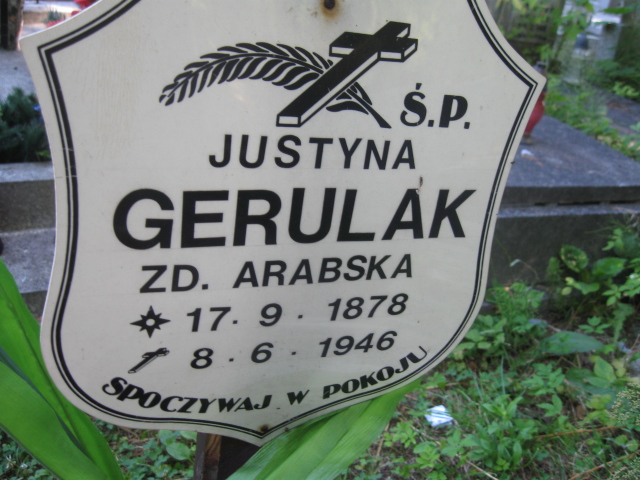 Ś.P.
JUSTYNA
GERULAK
ZD. ARABSKA
17. 9. 1878
8. 6. 1946
SPOCZYWAJ W POKOJU